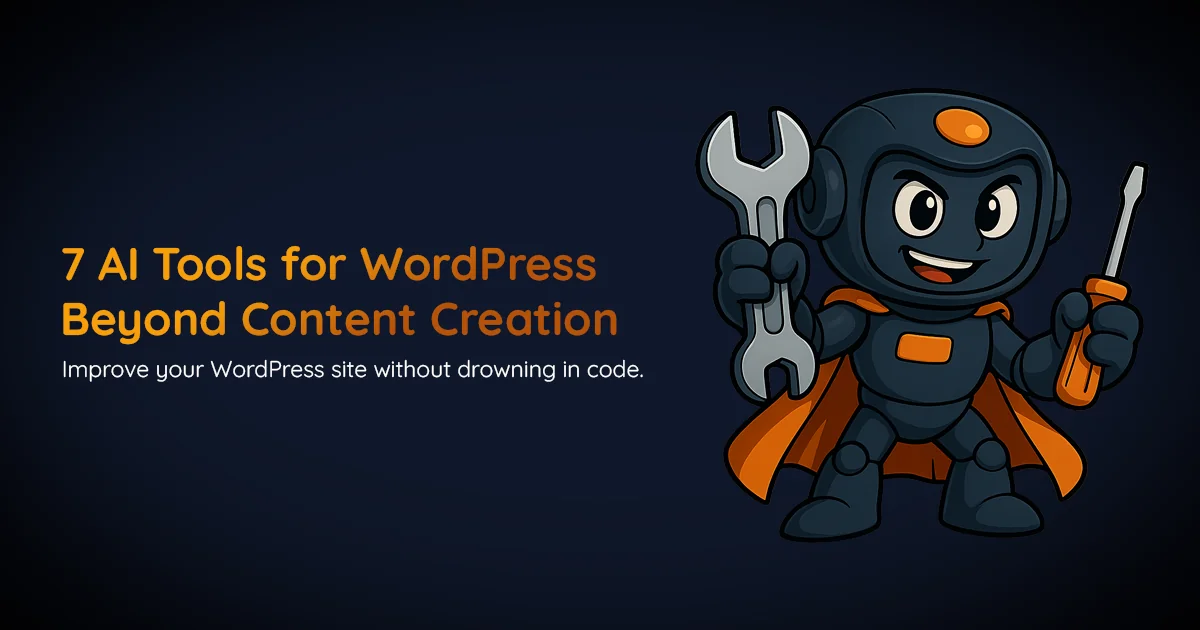 7 AI Tools for WordPress
Beyond Content Creation
Improve your WordPress site without drowning in code.